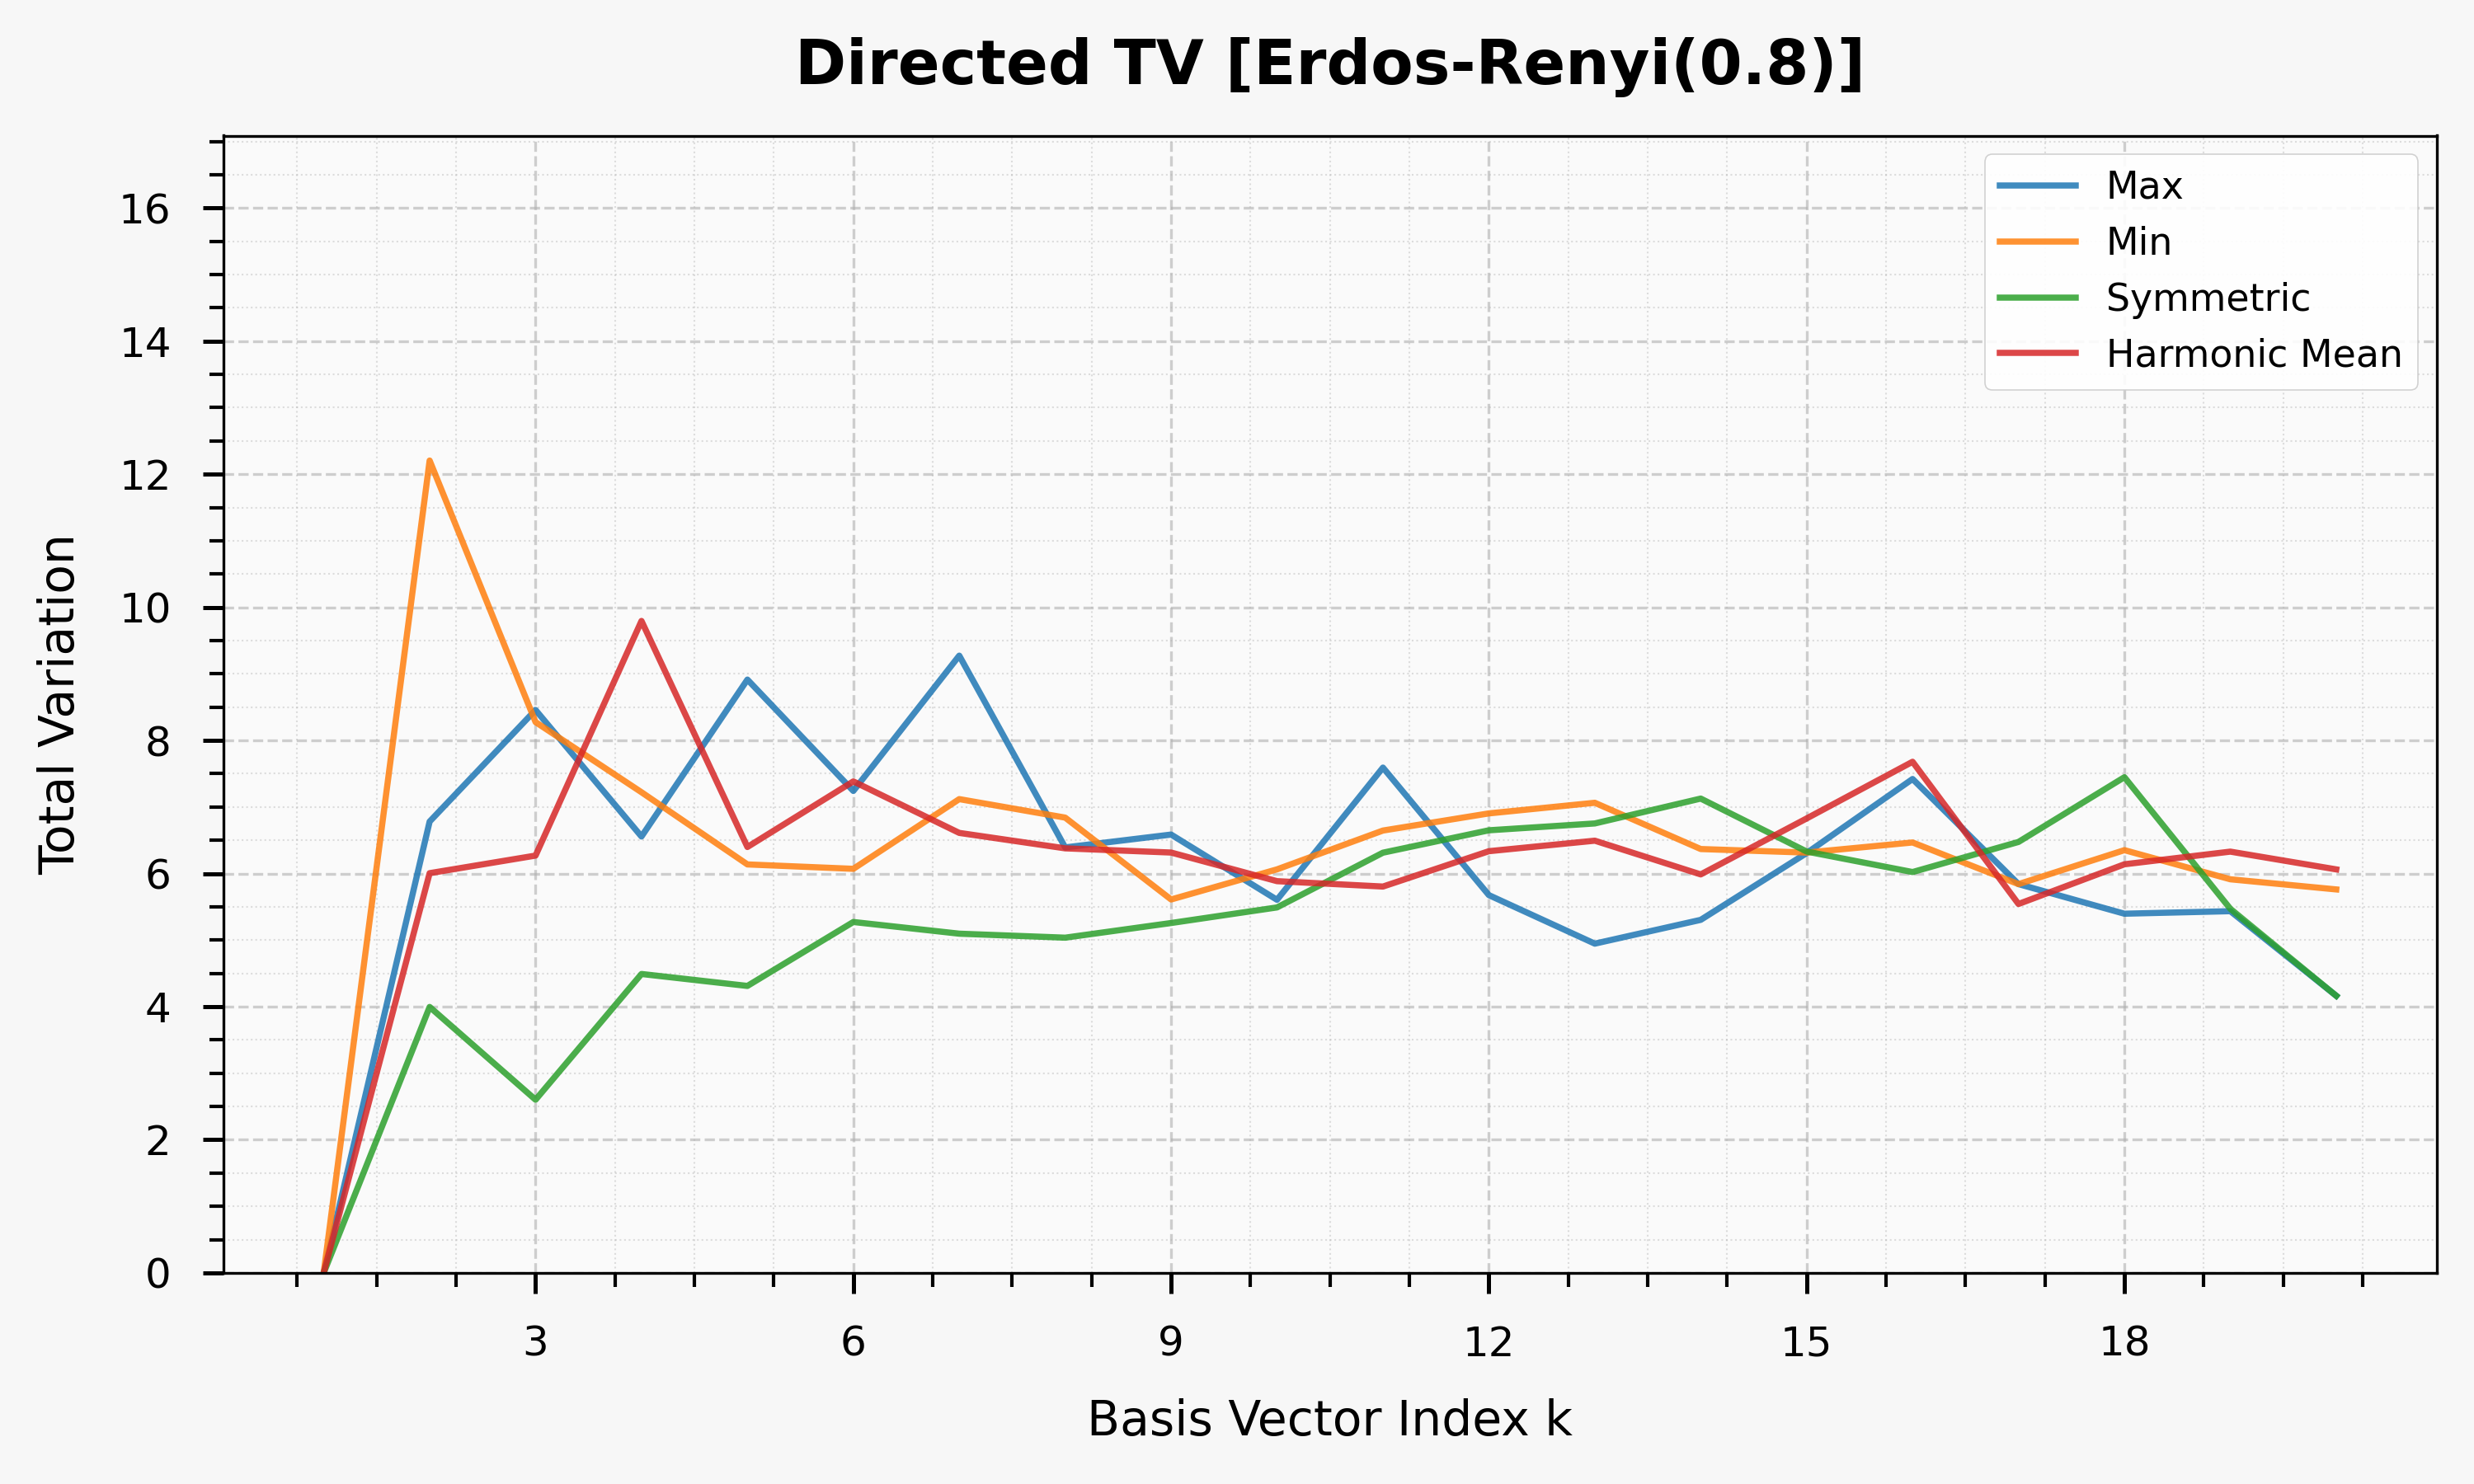 Directed TV [Erdos-Renyi(0.8)]
Max
Min
Symmetric
Harmonic Mean
Total Variation
16
14
12
10
8
6
4
2
0
3 6 9 12 15 18
Basis Vector Index k